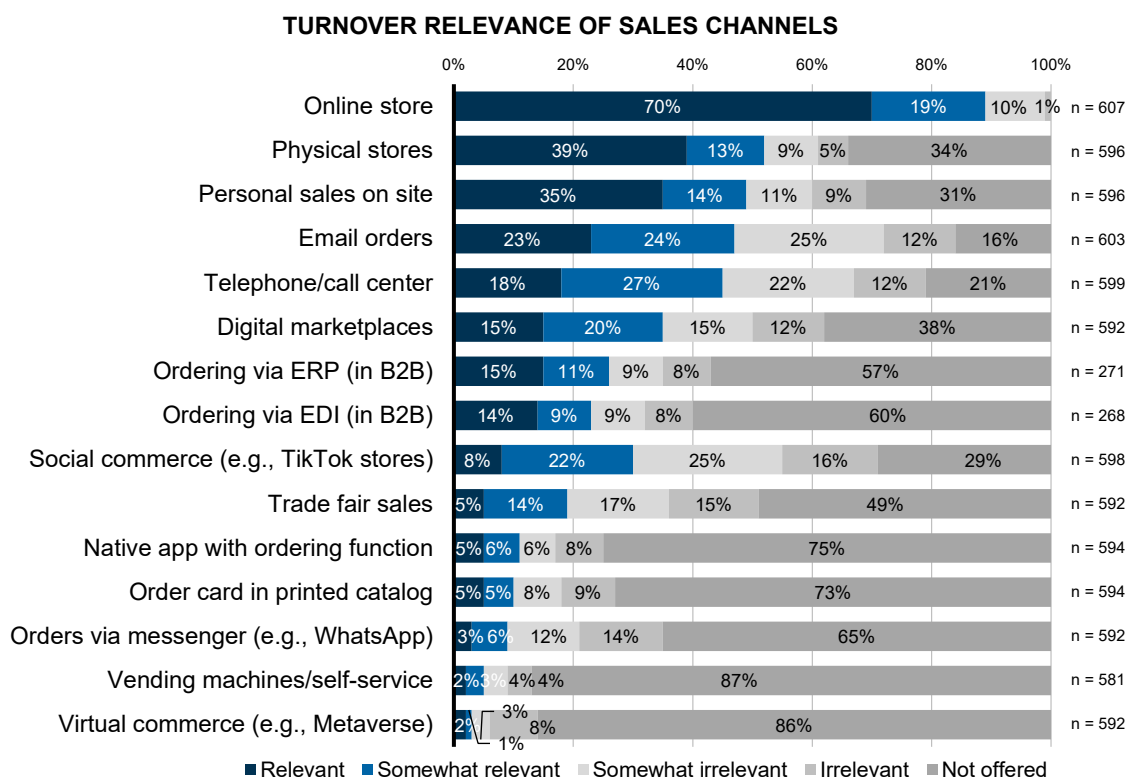 TURNOVER RELEVANCE OF SALES CHANNELS
0% 20% 40% 60% 80% 100%
Online store 70% 19% 10% 1% n = 607
Physical stores 39% 13% 9% 5% 34% n = 596
Personal sales on site 35% 14% 11% 9% 31% n = 596
Email orders 23% 24% 25% 12% 16% n = 603
Telephone/call center 18% 27% 22% 12% 21% n = 599
Digital marketplaces 15% 20% 15% 12% 38% n = 592
Ordering via ERP (in B2B) 15% 11% 9% 8% 57% n = 271
Ordering via EDI (in B2B) 14% 9% 9% 8% 60% n = 268
Social commerce (e.g., TikTok stores) 8% 22% 25% 16% 29% n = 598
Trade fair sales 5% 14% 17% 15% 49% n = 592
Native app with ordering function 5% 6% 6% 8% 75% n = 594
Order card in printed catalog 5% 5% 8% 9% 73% n = 594
Orders via messenger (e.g., WhatsApp) 3% 6% 12% 14% 65% n = 592
Vending machines/self-service 2% 3% 4% 4% 87% n = 581
Virtual commerce (e.g., Metaverse) 2% 1% 3% 8% 86% n = 592
Relevant Somewhat relevant Somewhat irrelevant Irrelevant Not offered